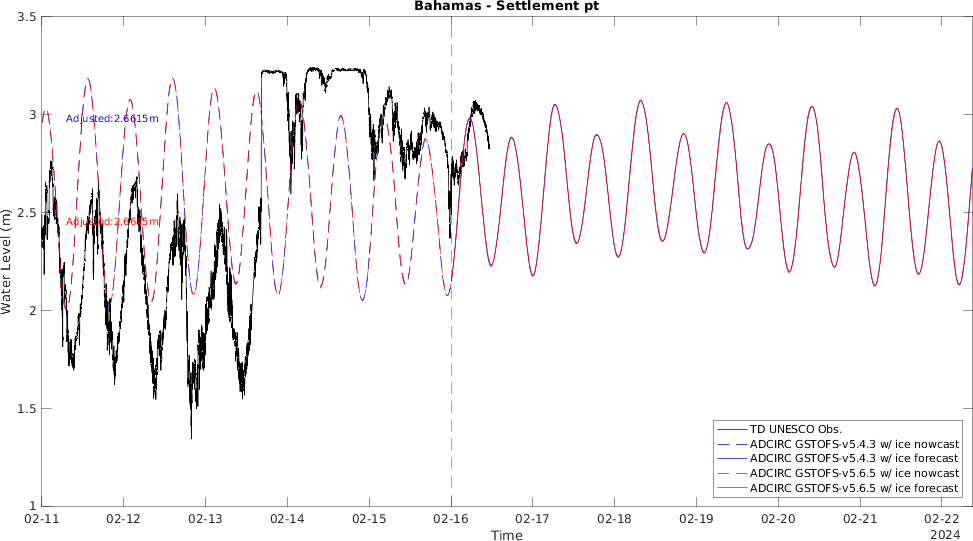 Bahamas - Settlement pt
3.5
3
2.5
2
1.5
1
Water Level (m)
Adjusted:2.6615m
02-11
02-12
02-13
02-14
02-15
02-16
02-17
02-18
02-19
02-20
02-21
02-22
2024
Time
TD UNESCO Obs.
ADCIRC GSTOFS-v5.4.3 w/ ice nowcast
ADCIRC GSTOFS-v5.4.3 w/ ice forecast
ADCIRC GSTOFS-v5.6.5 w/ ice nowcast
ADCIRC GSTOFS-v5.6.5 w/ ice forecast